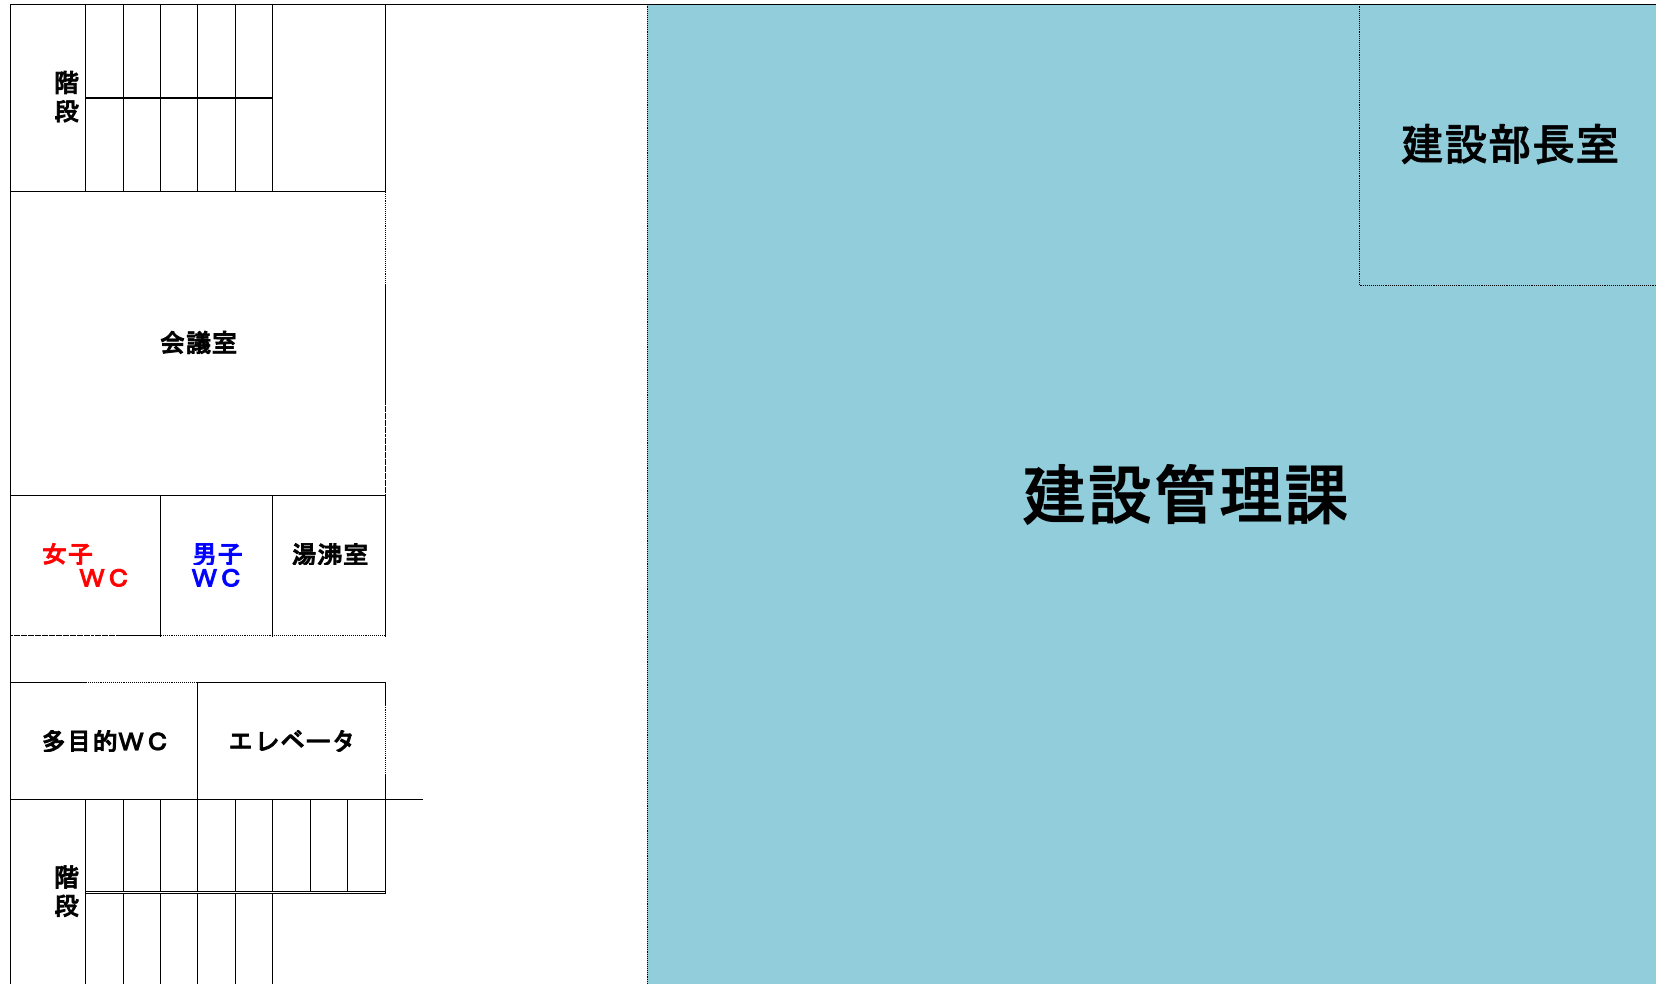 階段
建設部長室
会議室
建設管理課
女子
ＷＣ
男子
ＷＣ
湯沸室
多目的ＷＣ
エレベータ
階段